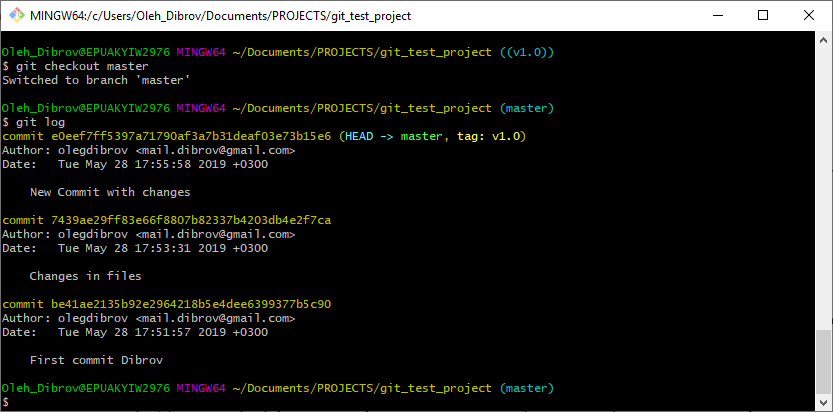 MINGW64:/c/Users/Oleh_Dibrov/Documents/PROJECTS/git_test_project
Oleh_Dibrov@EPUAKYIW2976 MINGW64 ~/Documents/PROJECTS/git_test_project ((v1.0))
$ git checkout master
Switched to branch 'master'
Oleh_Dibrov@EPUAKYIW2976 MINGW64 ~/Documents/PROJECTS/git_test_project (master)
$ git log
commit e0eef7ff5397a71790af3a7b31deaf03e73b15e6 (HEAD -> master, tag: v1.0)
Author: olegdibrov <mail.dibrov@gmail.com>
Date:   Tue May 28 17:55:58 2019 +0300
    New Commit with changes
commit 7439ae29ff83e66f8807b82337b4203db4e2f7ca
Author: olegdibrov <mail.dibrov@gmail.com>
Date:   Tue May 28 17:53:31 2019 +0300
    Changes in files
commit be41ae2135b92e2964218b5e4dee6399377b5c90
Author: olegdibrov <mail.dibrov@gmail.com>
Date:   Tue May 28 17:51:57 2019 +0300
    First commit Dibrov
Oleh_Dibrov@EPUAKYIW2976 MINGW64 ~/Documents/PROJECTS/git_test_project (master)
$